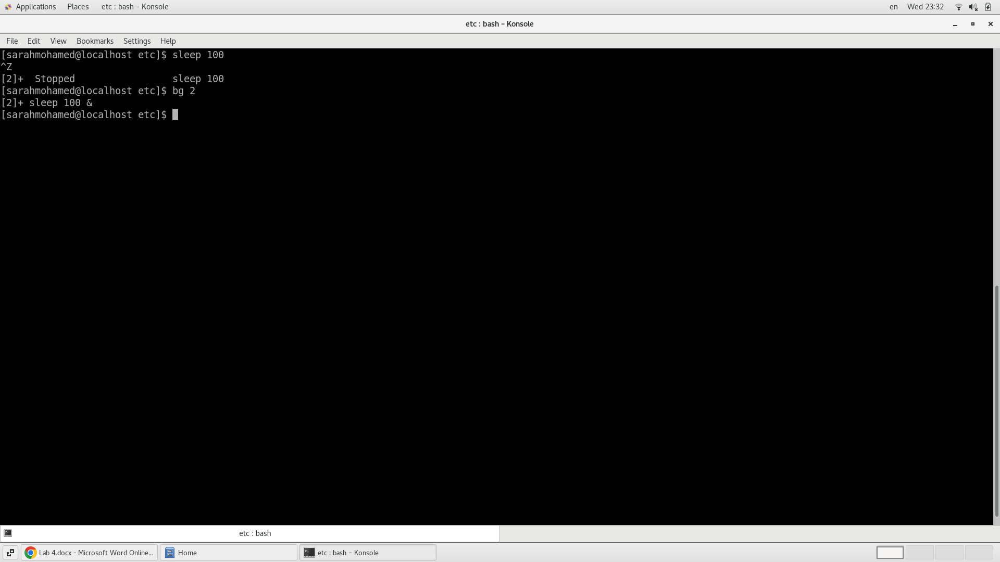 Applications Places etc : bash – Konsole en Wed 23:32
etc : bash – Konsole
File Edit View Bookmarks Settings Help
[sarahmohamed@localhost etc]$ sleep 100
^Z
[2]+  Stopped                 sleep 100
[sarahmohamed@localhost etc]$ bg 2
[2]+ sleep 100 &
[sarahmohamed@localhost etc]$
etc : bash
Lab 4.docx - Microsoft Word Online... Home etc : bash – Konsole